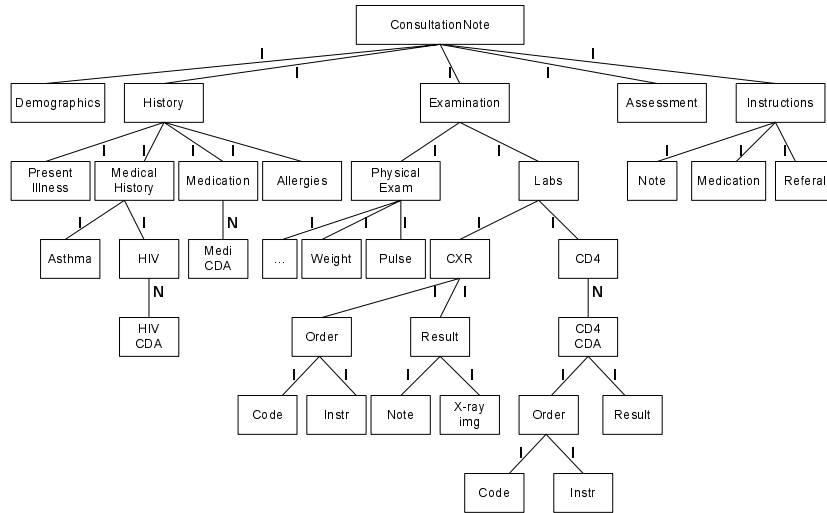 ConsultationNote
I
I
I
I
I
Demographics
History
Examination
Assessment
Instructions
I
I
I
I
I
I
I
I
I
Present
Illness
Medical
History
Medication
Allergies
Physical
Exam
Labs
Note
Medication
Referal
I
I
N
I
I
I
I
I
Asthma
HIV
Medi
CDA
...
Weight
Pulse
CXR
CD4
N
I
I
N
HIV
CDA
Order
Result
CD4
CDA
I
I
I
I
I
I
Code
Instr
Note
X-ray
img
Order
Result
I
I
Code
Instr